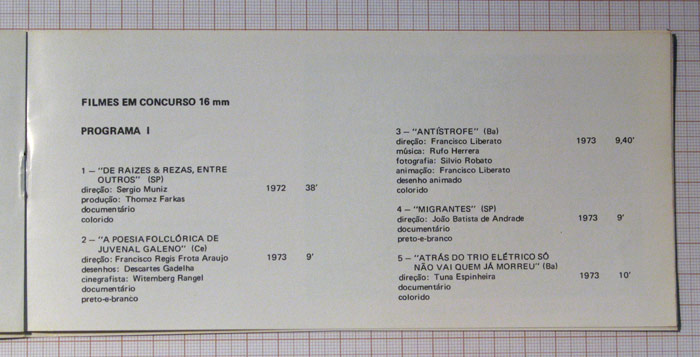 FILMES EM CONCURSO 16 mm
PROGRAMA I
1 – "DE RAIZES & REZAS, ENTRE
OUTROS" (SP)
direção: Sergio Muniz 1972 38'
produção: Thomaz Farkas
documentário
colorido
2 – "A POESIA FOLCLÓRICA DE
JUVENAL GALENO" (Ce)
direção: Francisco Regis Frota Araujo 1973 9'
desenhos: Descartes Gadelha
cinegrafista: Witemberg Rangel
documentário
preto-e-branco
3 – "ANTÍSTROFE" (Ba)
direção: Francisco Liberato 1973 9,40'
música: Rufo Herrera
fotografia: Silvio Robato
animação: Francisco Liberato
desenho animado
colorido
4 – "MIGRANTES" (SP)
direção: João Batista de Andrade 1973 9'
documentário
preto-e-branco
5 – "ATRÁS DO TRIO ELÉTRICO SÓ
NÃO VAI QUEM JÁ MORREU" (Ba)
direção: Tuna Espinheira 1973 10'
documentário
colorido